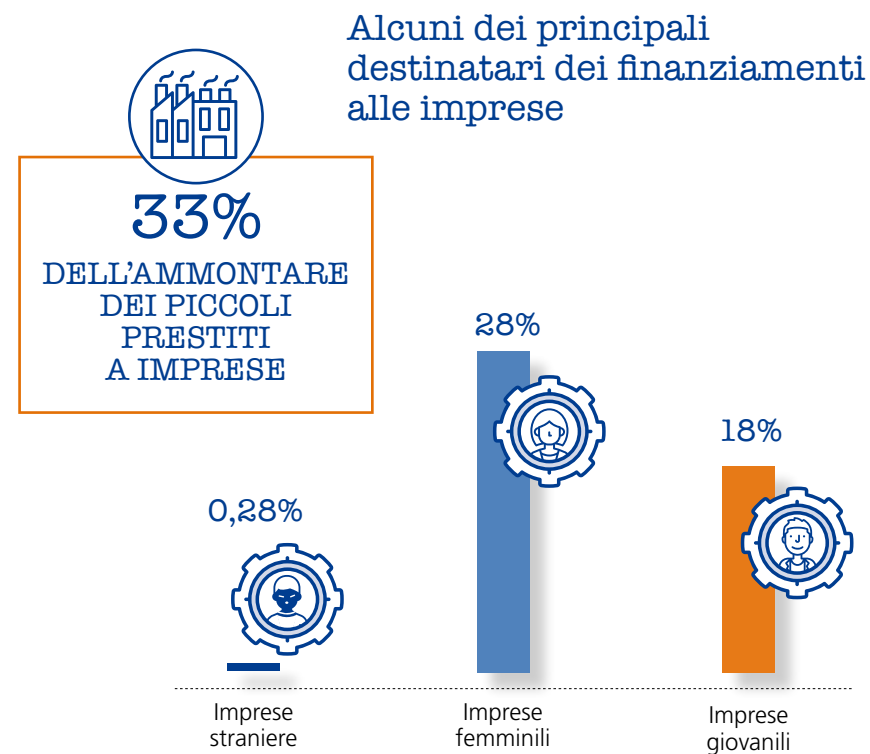 Alcuni dei principali
destinatari dei finanziamenti
alle imprese
33%
DELL'AMMONTARE
DEI PICCOLI
PRESTITI
A IMPRESE
0,28%
28%
18%
Imprese
straniere
Imprese
femminili
Imprese
giovanili